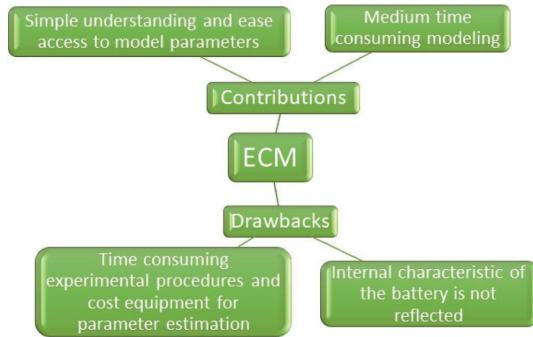 Simple understanding and ease
access to model parameters
Medium time
consuming modeling
Contributions
ECM
Drawbacks
Time consuming
experimental procedures and
cost equipment for
parameter estimation
Internal characteristic of
the battery is not
reflected